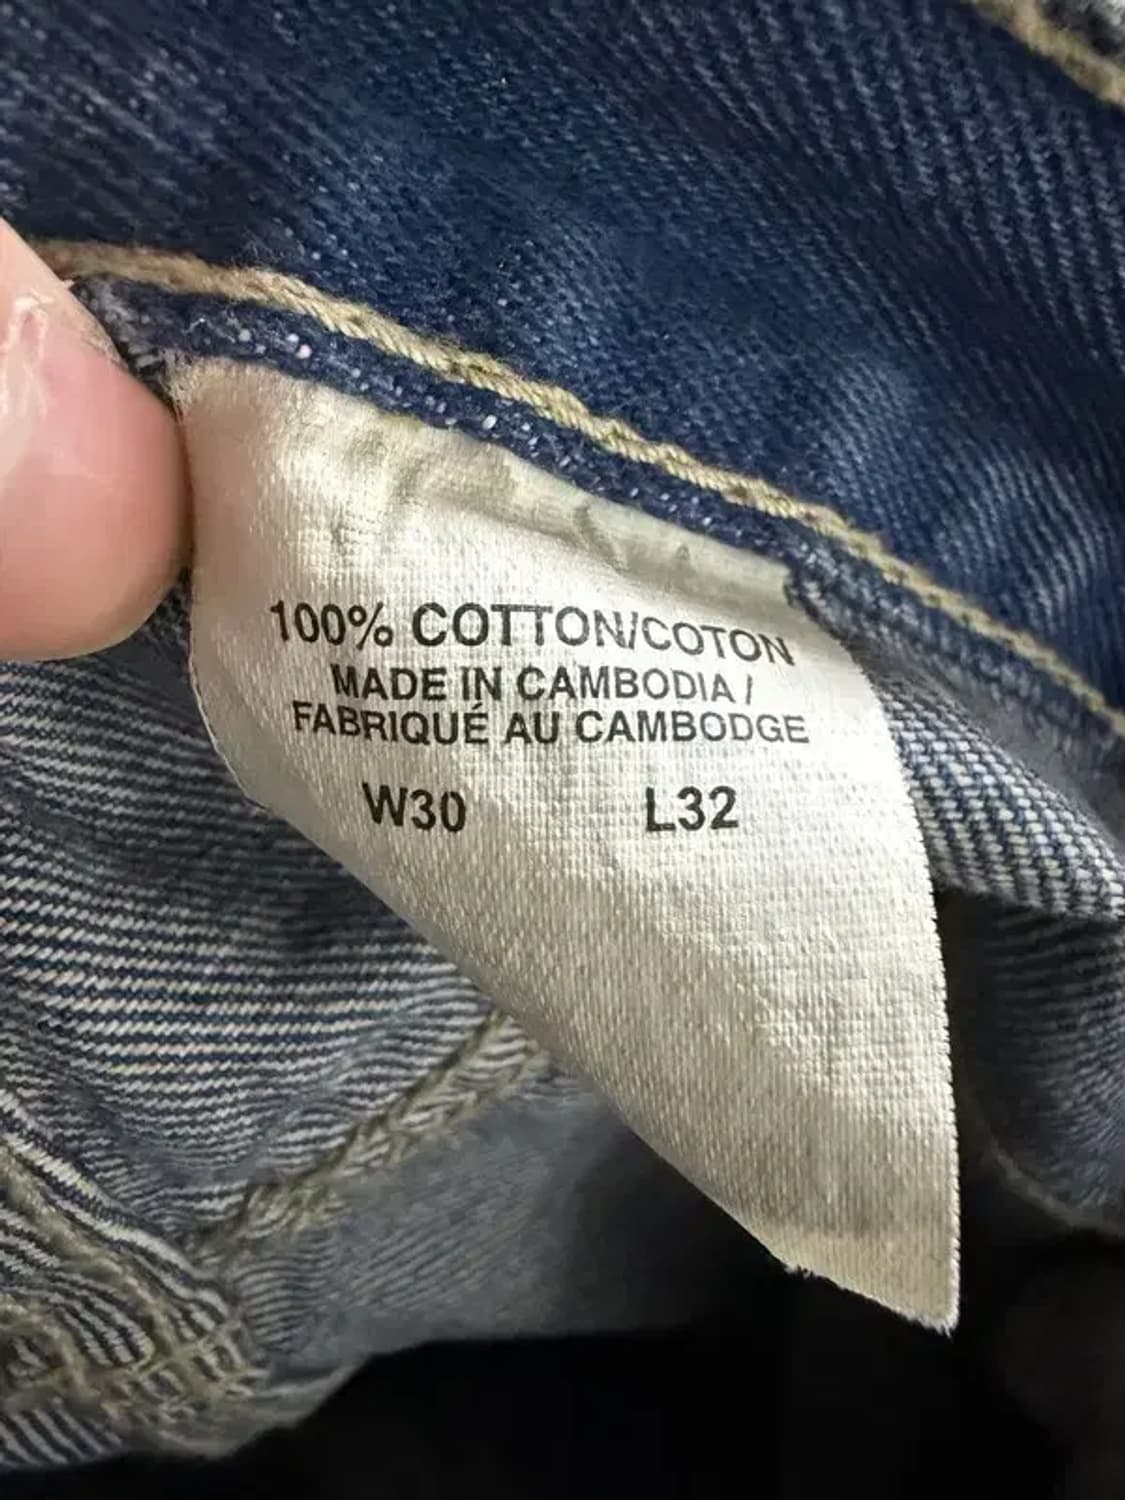 100% COTTON/COTON
MADE IN CAMBODIA /
FABRIQUÉ AU CAMBODGE
W30 L32